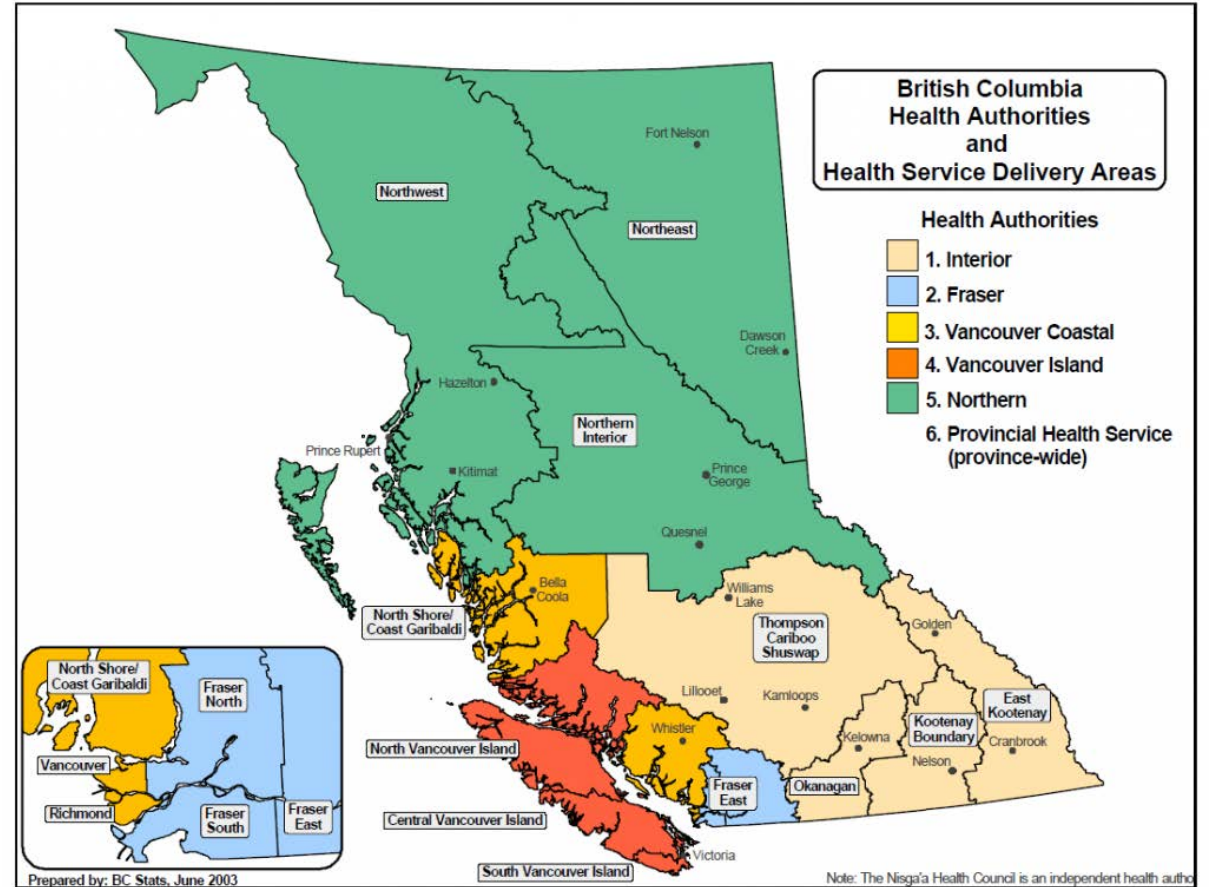 British Columbia
Health Authorities
and
Health Service Delivery Areas
Health Authorities
1. Interior
2. Fraser
3. Vancouver Coastal
4. Vancouver Island
5. Northern
6. Provincial Health Service
(province-wide)
Fort Nelson
Northwest
Northeast
Dawson
Creek
Hazelton
Northern
Interior
Prince Rupert
Kitimat
Prince
George
Quesnel
Bella
Coola
Williams
Lake
North Shore/
Coast Garibaldi
Thompson
Cariboo
Shuswap
Golden
Lillooet
Kamloops
East
Kootenay
Kootenay
Boundary
Whistler
Kelowna
Cranbrook
North Vancouver Island
Nelson
Fraser
East
Okanagan
Central Vancouver Island
Victoria
South Vancouver Island
North Shore/
Coast Garibaldi
Fraser
North
Vancouver
Richmond
Fraser
South
Fraser
East
Prepared by: BC Stats, June 2003
Note: The Nisga'a Health Council is an independent health autho